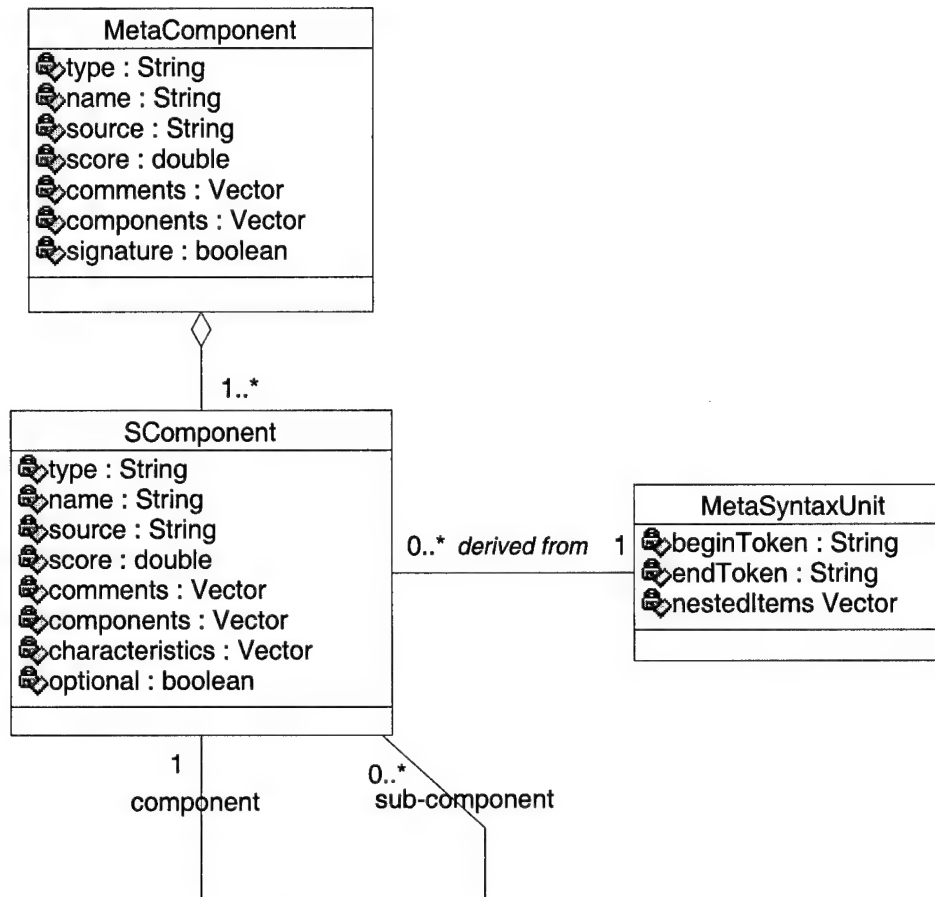 MetaComponent
type : String
name : String
source : String
score : double
comments : Vector
components : Vector
signature : boolean
1..*
SComponent
type : String
name : String
source : String
score : double
comments : Vector
components : Vector
characteristics : Vector
optional : boolean
0..* derived from 1
MetaSyntaxUnit
beginToken : String
endToken : String
nestedItems Vector
1
component
0..*
sub-component